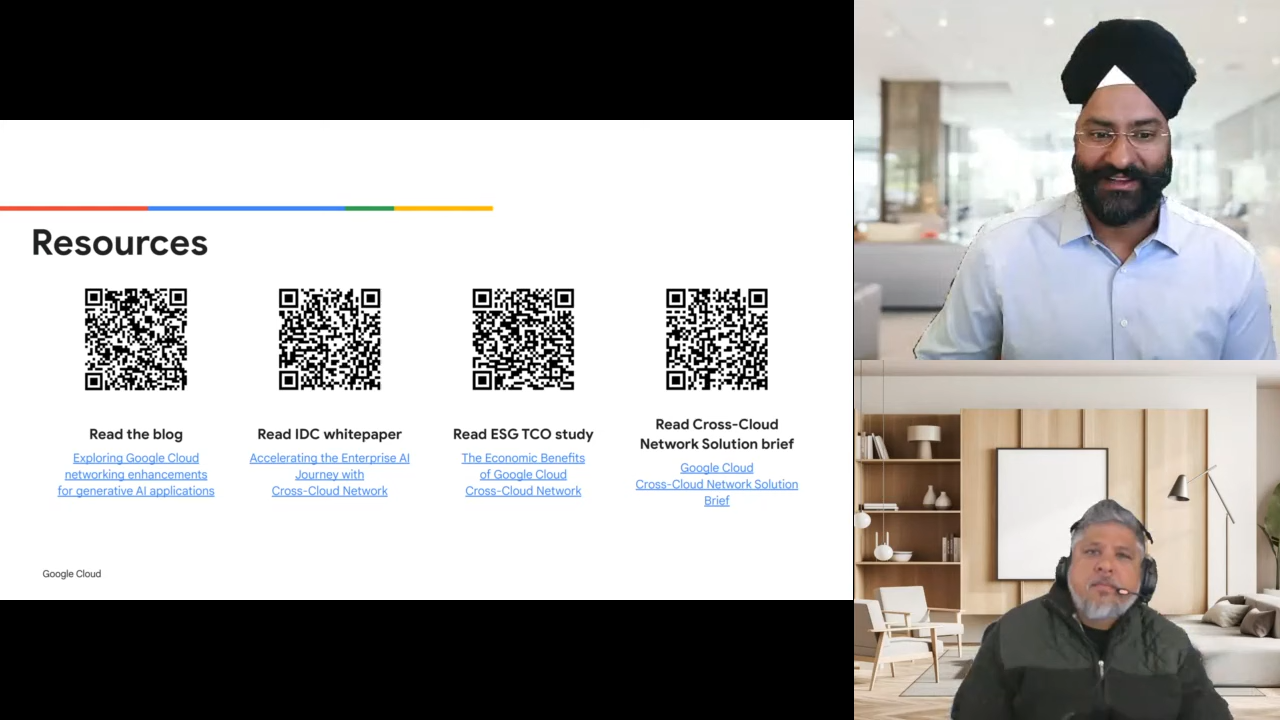 Resources
Read the blog
Exploring Google Cloud
networking enhancements
for generative AI applications
Read IDC whitepaper
Accelerating the Enterprise AI
Journey with
Cross-Cloud Network
Read ESG TCO study
The Economic Benefits
of Google Cloud
Cross-Cloud Network
Read Cross-Cloud
Network Solution brief
Google Cloud
Cross-Cloud Network Solution
Brief
Google Cloud